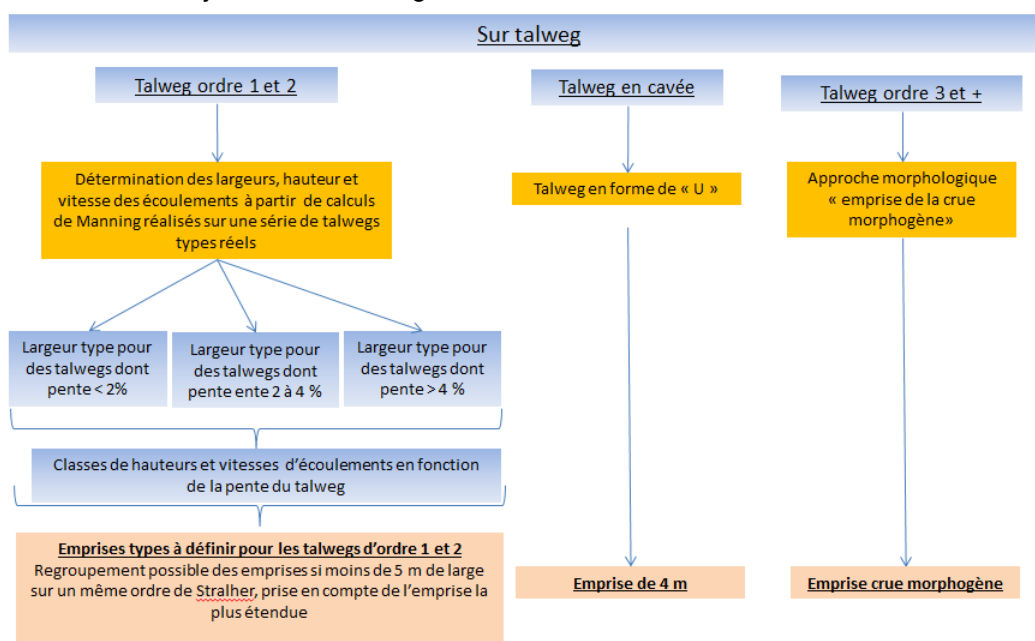 Sur talweg
Talweg ordre 1 et 2
Détermination des largeurs, hauteur et
vitesse des écoulements à partir de calculs
de Manning réalisés sur une série de talwegs
types réels
Largeur type pour
des talwegs dont
pente < 2%
Largeur type pour
des talwegs dont
pente ente 2 à 4 %
Largeur type pour
des talwegs dont
pente > 4 %
Classes de hauteurs et vitesses d'écoulements en fonction
de la pente du talweg
Emprises types à définir pour les talwegs d'ordre 1 et 2
Regroupement possible des emprises si moins de 5 m de large
sur un même ordre de Stralher, prise en compte de l'emprise la
plus étendue
Talweg en cavée
Talweg en forme de « U »
Emprise de 4 m
Talweg ordre 3 et +
Approche morphologique
« emprise de la crue
morphogène»
Emprise crue morphogène